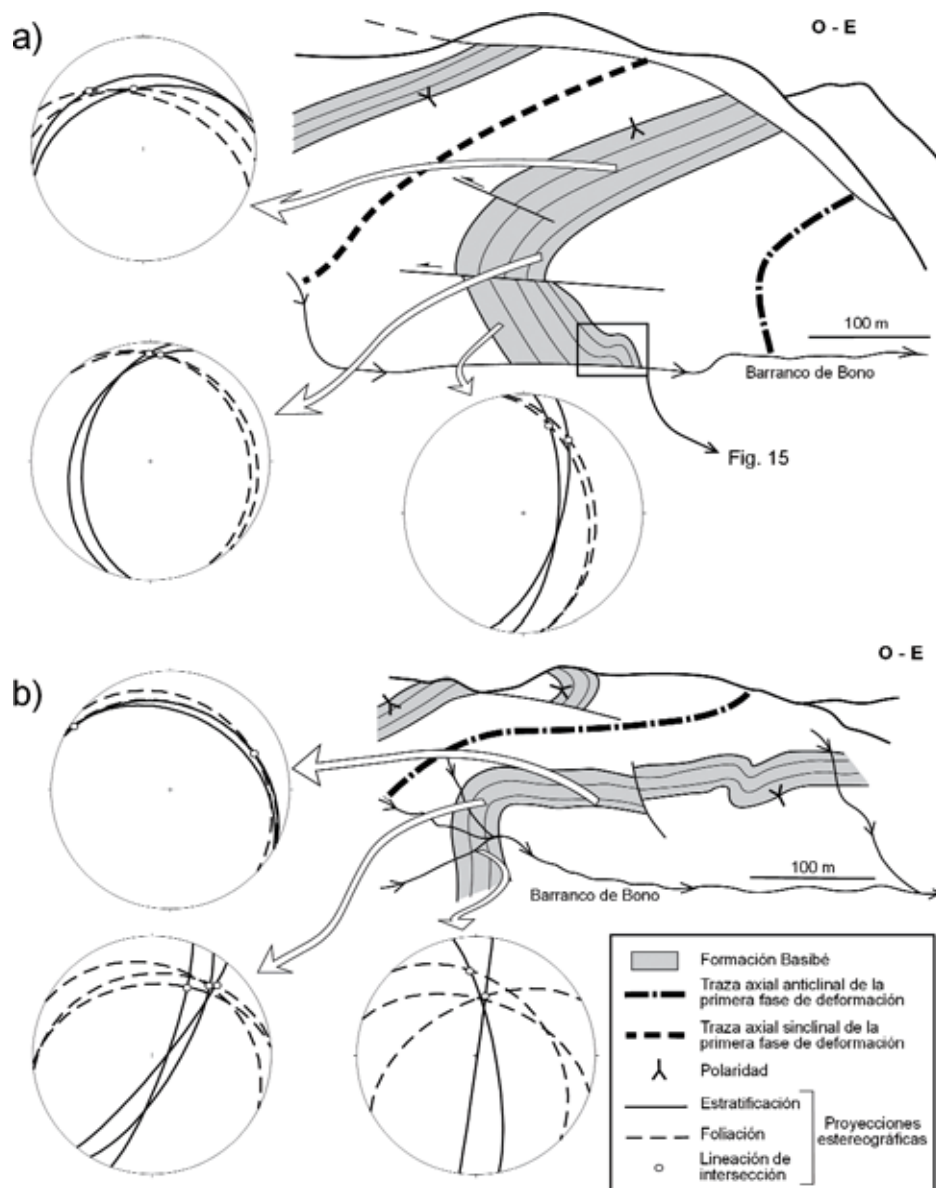 a)
O - E
100 m
Barranco de Bono
Fig. 15
b)
O - E
100 m
Barranco de Bono
Formación Basibé
Traza axial anticlinal de la
primera fase de deformación
Traza axial sinclinal de la
primera fase de deformación
Polaridad
Estratificación
Foliación
Lineación de
intersección
Proyecciones
estereográficas